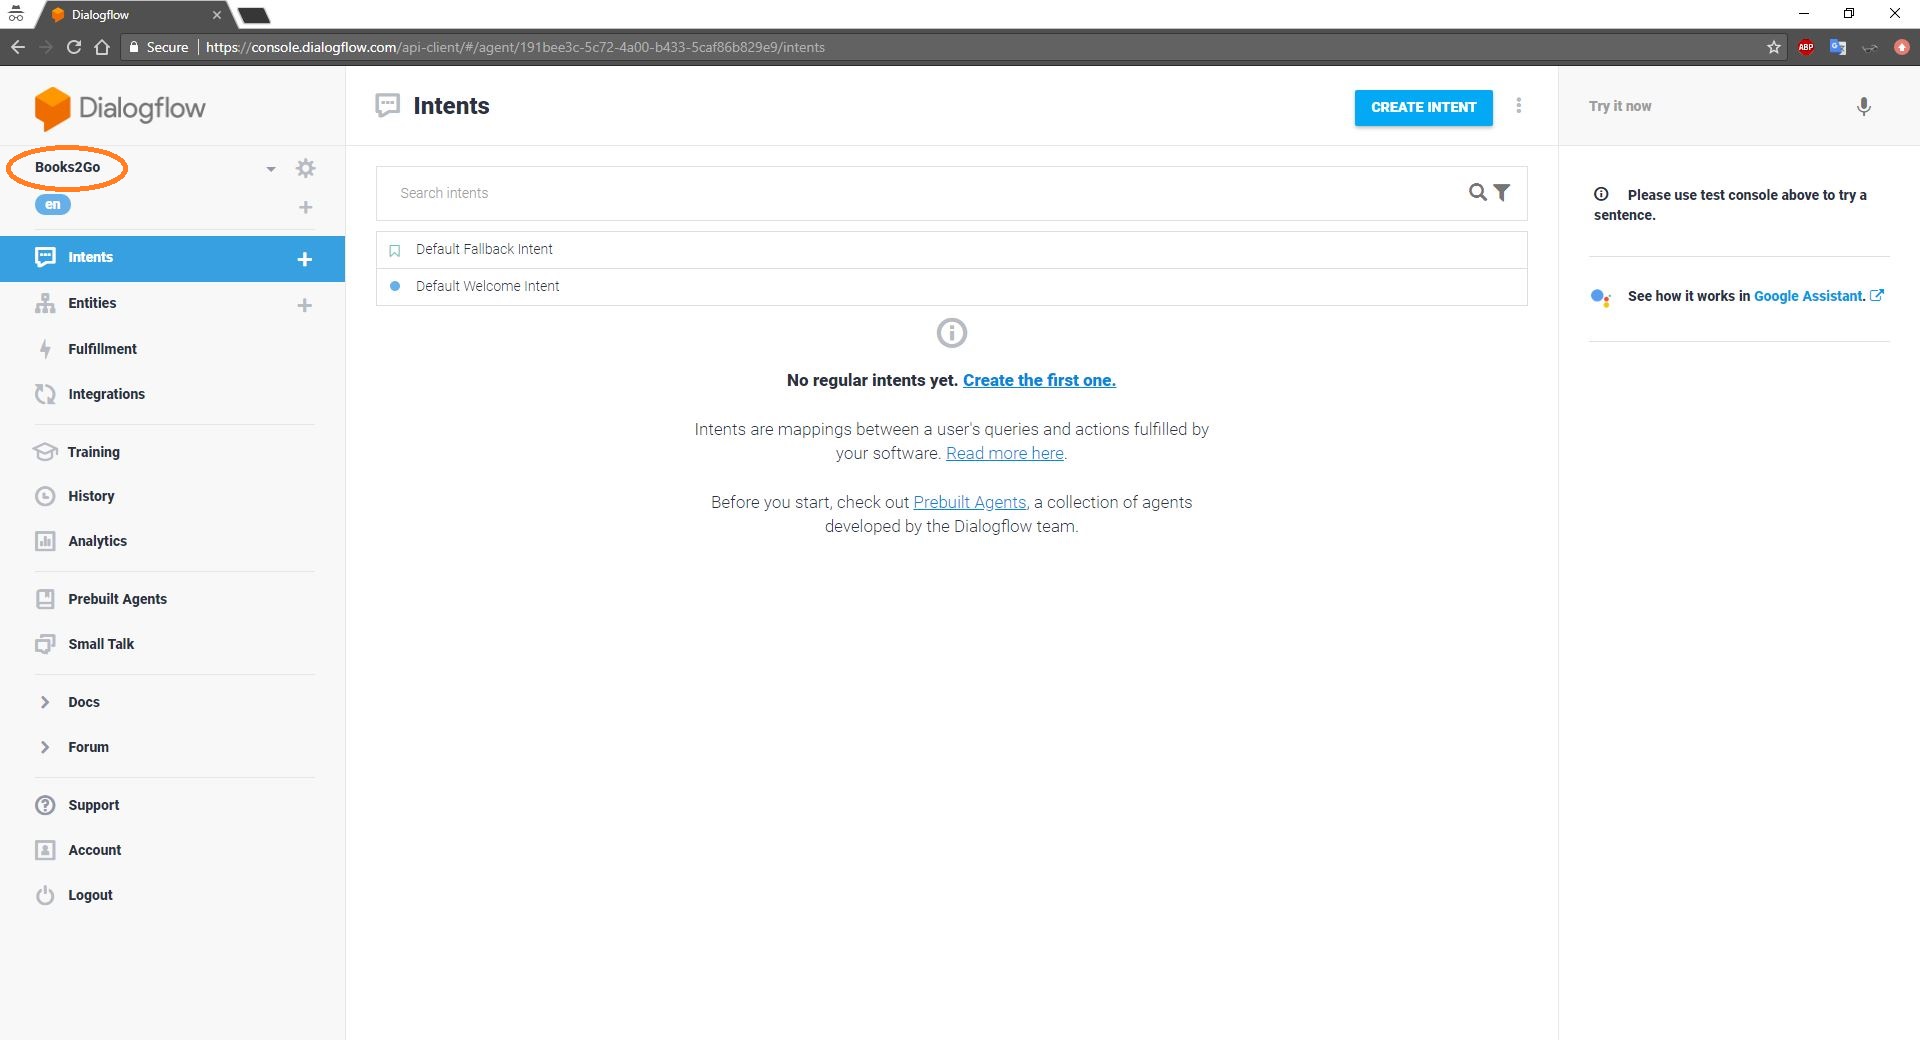 Dialogflow
Secure https://console.dialogflow.com/api-client/#/agent/191bee3c-5c72-4a00-b433-5caf86b829e9/intents
ABP
Dialogflow
Books2Go
en
Intents
Entities
Fulfillment
Integrations
Training
History
Analytics
Prebuilt Agents
Small Talk
Docs
Forum
Support
Account
Logout
Intents
CREATE INTENT
Search intents
Default Fallback Intent
Default Welcome Intent
No regular intents yet. Create the first one.
Intents are mappings between a user's queries and actions fulfilled by
your software. Read more here.
Before you start, check out Prebuilt Agents, a collection of agents
developed by the Dialogflow team.
Try it now
Please use test console above to try a
sentence.
See how it works in Google Assistant.